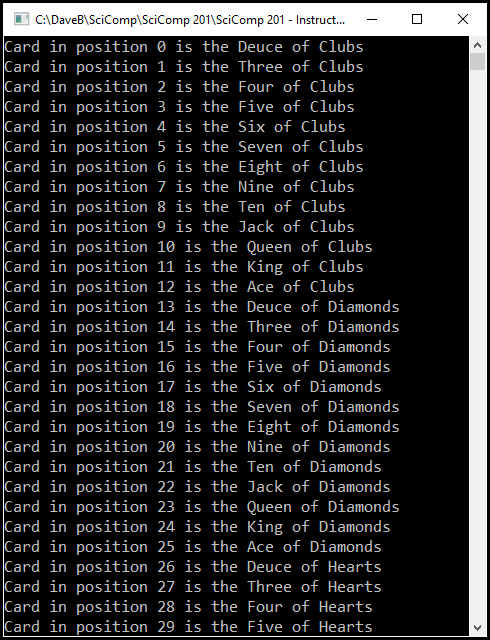 C:\DaveB\SciComp\SciComp 201\SciComp 201 - Instruct...
Card in position 0 is the Deuce of Clubs
Card in position 1 is the Three of Clubs
Card in position 2 is the Four of Clubs
Card in position 3 is the Five of Clubs
Card in position 4 is the Six of Clubs
Card in position 5 is the Seven of Clubs
Card in position 6 is the Eight of Clubs
Card in position 7 is the Nine of Clubs
Card in position 8 is the Ten of Clubs
Card in position 9 is the Jack of Clubs
Card in position 10 is the Queen of Clubs
Card in position 11 is the King of Clubs
Card in position 12 is the Ace of Clubs
Card in position 13 is the Deuce of Diamonds
Card in position 14 is the Three of Diamonds
Card in position 15 is the Four of Diamonds
Card in position 16 is the Five of Diamonds
Card in position 17 is the Six of Diamonds
Card in position 18 is the Seven of Diamonds
Card in position 19 is the Eight of Diamonds
Card in position 20 is the Nine of Diamonds
Card in position 21 is the Ten of Diamonds
Card in position 22 is the Jack of Diamonds
Card in position 23 is the Queen of Diamonds
Card in position 24 is the King of Diamonds
Card in position 25 is the Ace of Diamonds
Card in position 26 is the Deuce of Hearts
Card in position 27 is the Three of Hearts
Card in position 28 is the Four of Hearts
Card in position 29 is the Five of Hearts